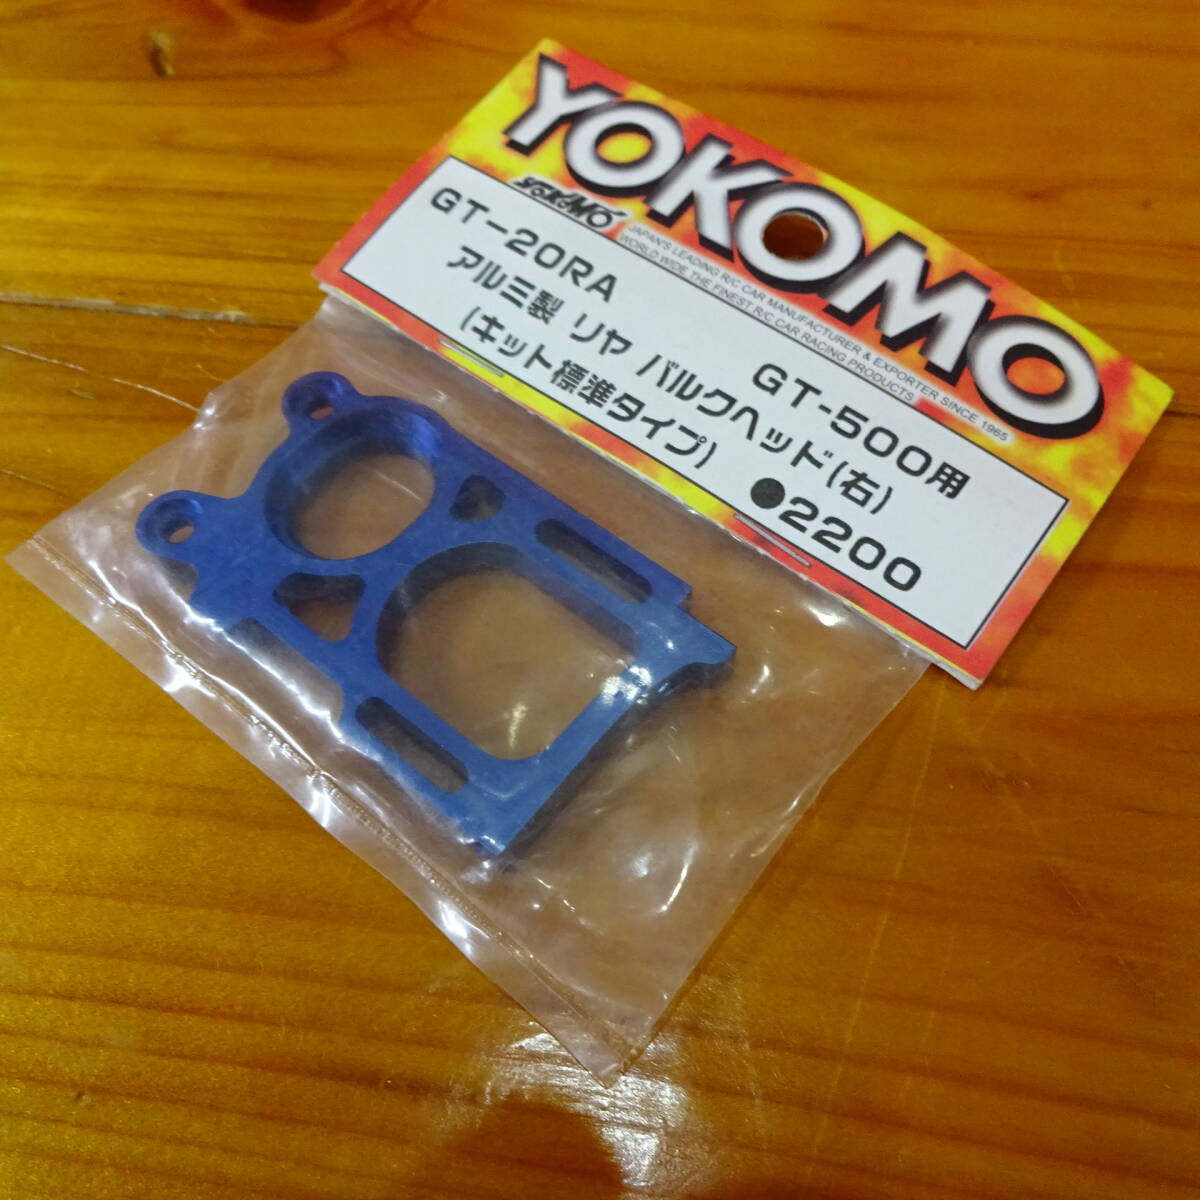 YOKOMO
YOKOMO
JAPAN'S LEADING R/C CAR MANUFACTURER & EXPORTER SINCE 1965
WORLD WIDE THE FINEST R/C CAR RACING PRODUCTS
GT-20RA GT-500用
アルミ製 リヤ バルクヘッド(右)
(キット標準タイプ) ●2200